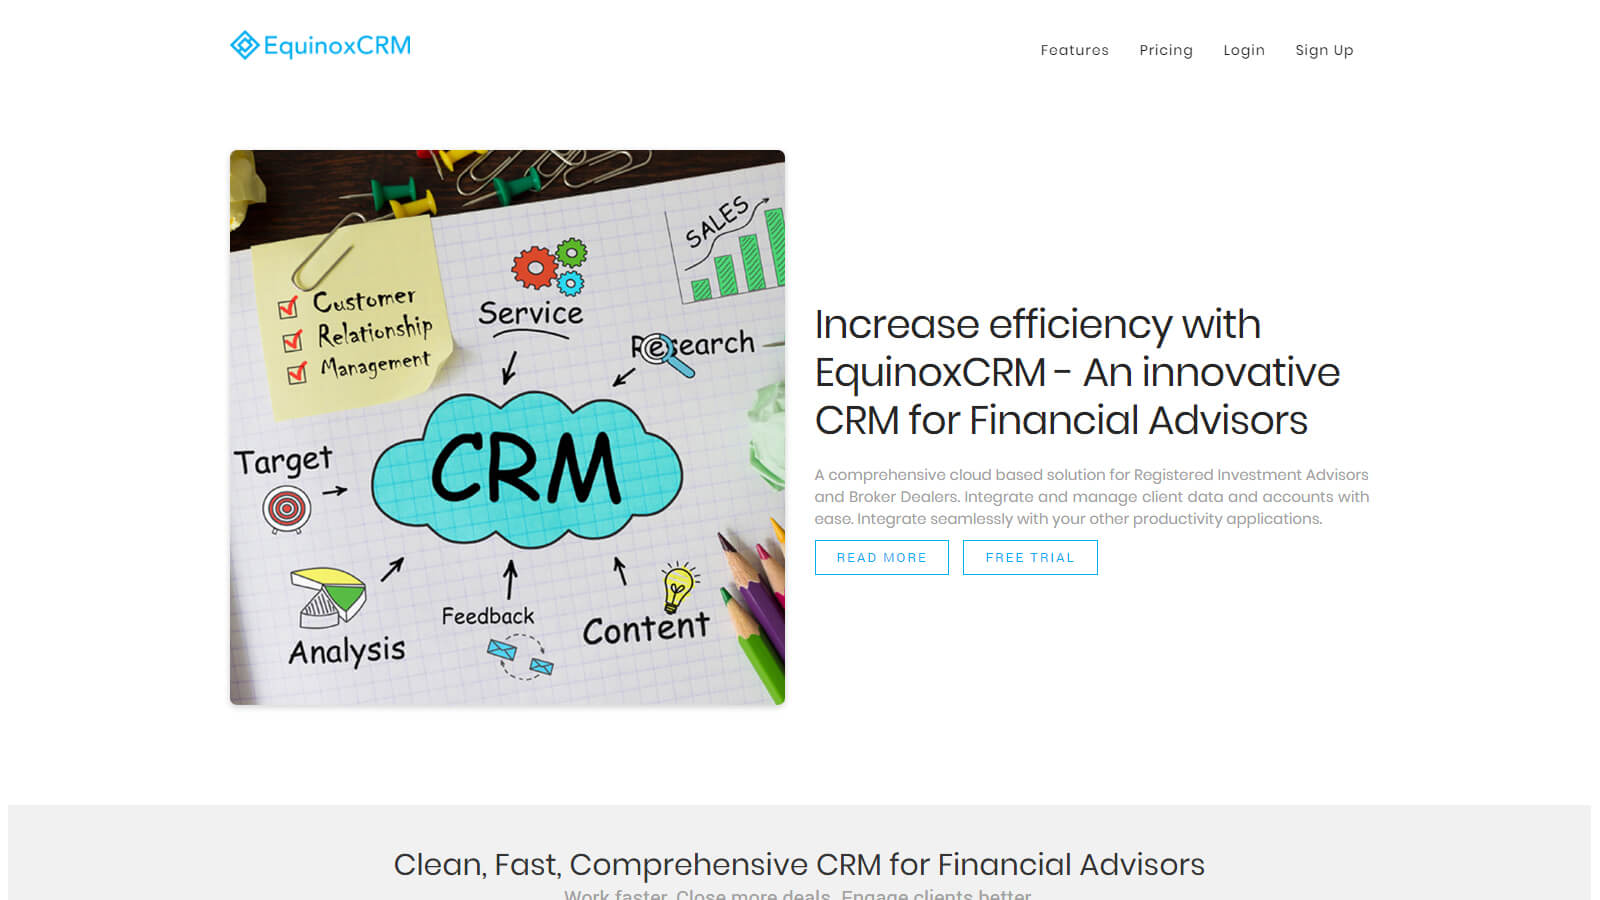 EquinoxCRM
Features Pricing Login Sign Up
SALES
Customer
Relationship
Management
Service
Research
Target
CRM
Analysis
Feedback
Content
Increase efficiency with
EquinoxCRM - An innovative
CRM for Financial Advisors
A comprehensive cloud based solution for Registered Investment Advisors
and Broker Dealers. Integrate and manage client data and accounts with
ease. Integrate seamlessly with your other productivity applications.
READ MORE FREE TRIAL
Clean, Fast, Comprehensive CRM for Financial Advisors
Work faster. Close more deals. Engage clients better.